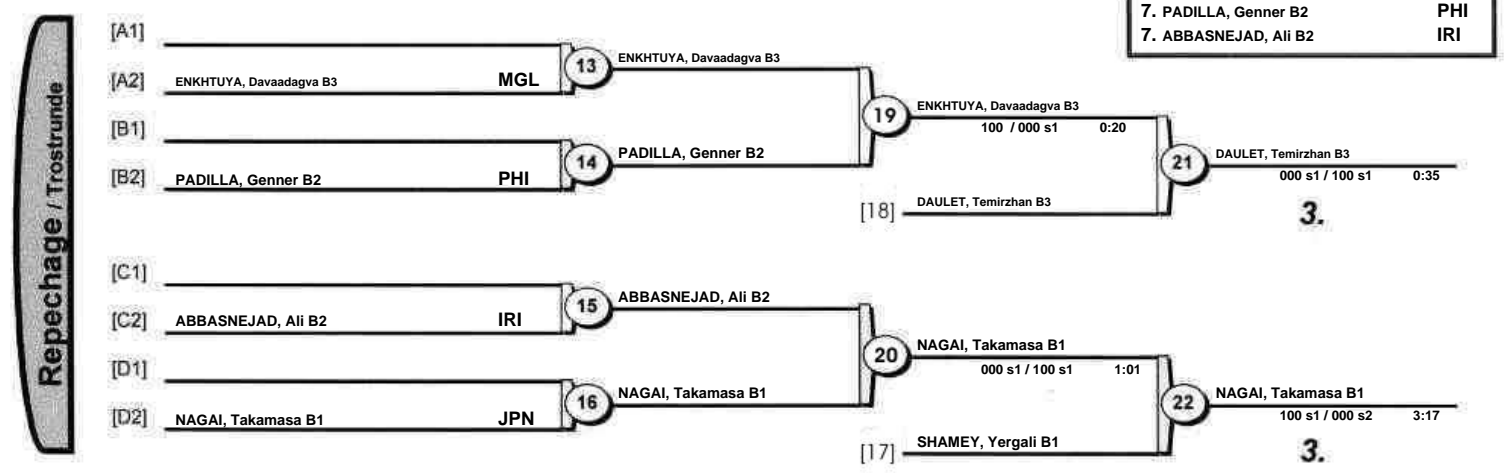 7. PADILLA, Genner B2 PHI
7. ABBASNEJAD, Ali B2 IRI
Repechage / Trostrunde
[A1]
13 ENKHTUYA, Davaadagva B3
[A2] ENKHTUYA, Davaadagva B3 MGL
19 ENKHTUYA, Davaadagva B3
100 / 000 s1 0:20
[B1]
14 PADILLA, Genner B2
[B2] PADILLA, Genner B2 PHI
21 DAULET, Temirzhan B3
000 s1 / 100 s1 0:35
[18] DAULET, Temirzhan B3
3.
[C1]
15 ABBASNEJAD, Ali B2
[C2] ABBASNEJAD, Ali B2 IRI
20 NAGAI, Takamasa B1
000 s1 / 100 s1 1:01
[D1]
16 NAGAI, Takamasa B1
[D2] NAGAI, Takamasa B1 JPN
22 NAGAI, Takamasa B1
100 s1 / 000 s2 3:17
[17] SHAMEY, Yergali B1
3.